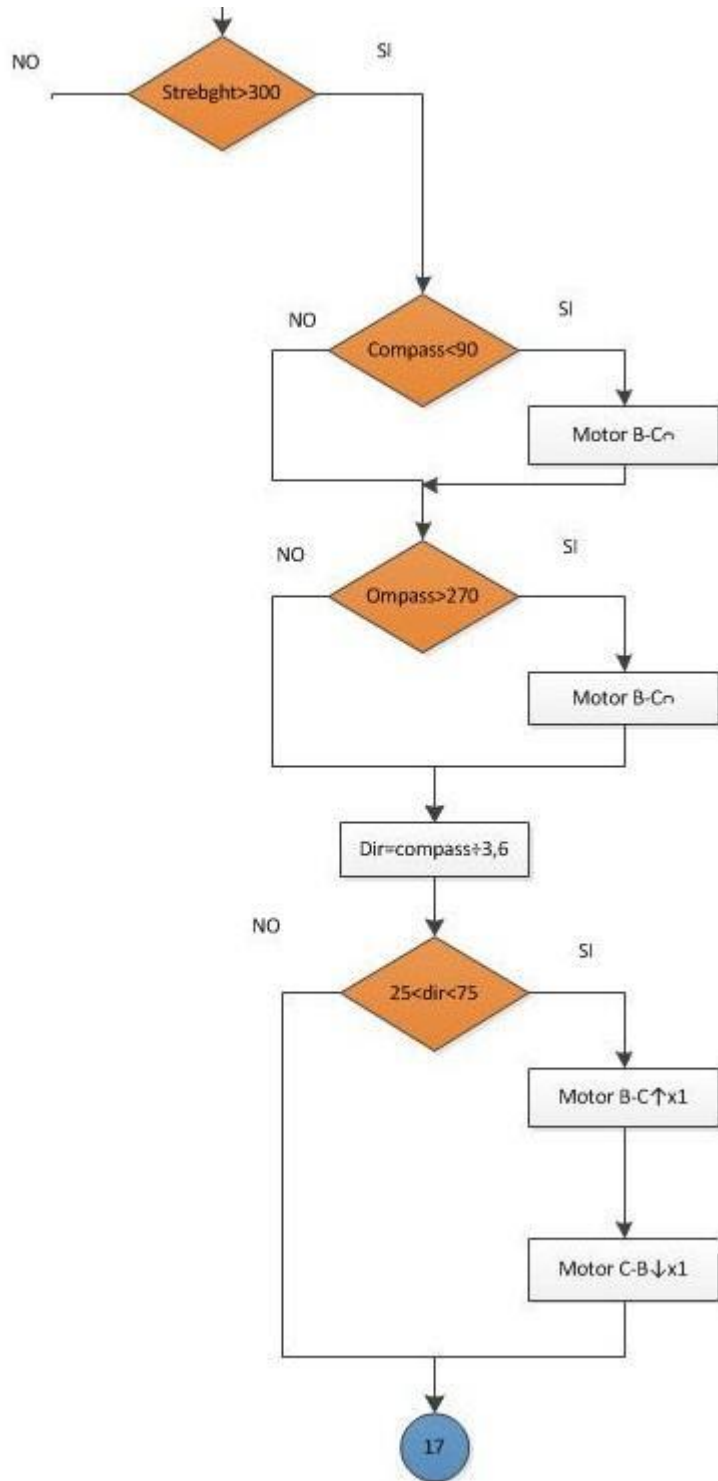 NO
SI
Strebght>300
NO
SI
Compass<90
Motor B-C
NO
SI
Ompass>270
Motor B-C
Dir=compass÷3,6
NO
SI
25<dir<75
Motor B-C↑x1
Motor C-B↓x1
17